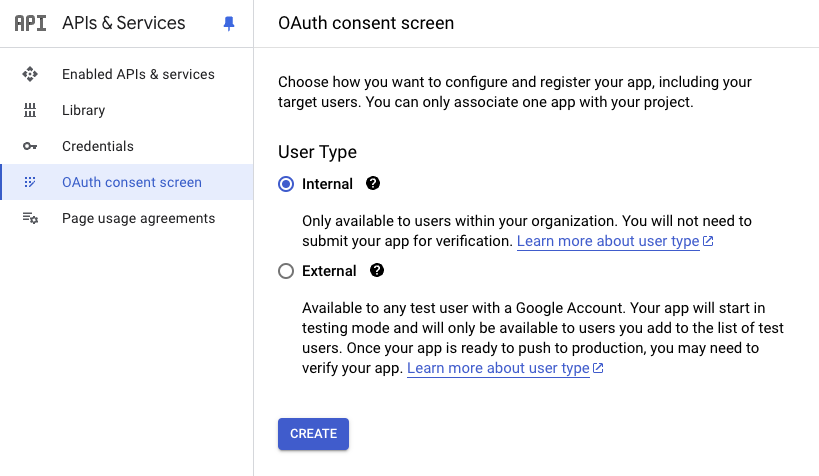 API APIs & Services
OAuth consent screen
Enabled APIs & services
Library
Credentials
OAuth consent screen
Page usage agreements
Choose how you want to configure and register your app, including your
target users. You can only associate one app with your project.
User Type
Internal ?
Only available to users within your organization. You will not need to
submit your app for verification. Learn more about user type
External ?
Available to any test user with a Google Account. Your app will start in
testing mode and will only be available to users you add to the list of test
users. Once your app is ready to push to production, you may need to
verify your app. Learn more about user type
CREATE